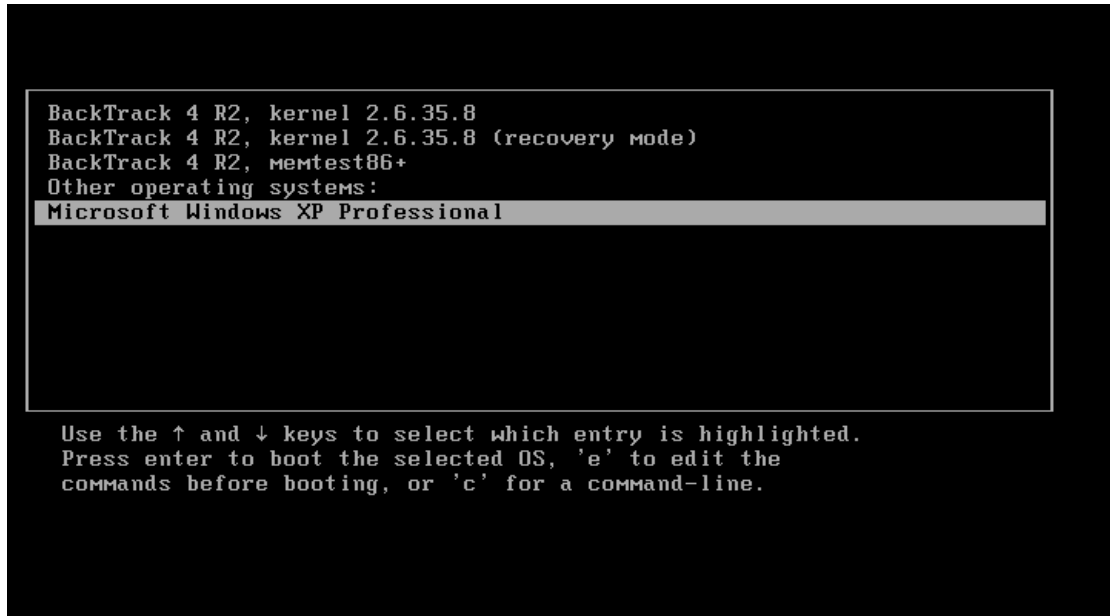 BackTrack 4 R2, kernel 2.6.35.8
BackTrack 4 R2, kernel 2.6.35.8 (recovery mode)
BackTrack 4 R2, memtest86+
Other operating systems:
Microsoft Windows XP Professional
Use the ↑ and ↓ keys to select which entry is highlighted.
Press enter to boot the selected OS, 'e' to edit the
commands before booting, or 'c' for a command-line.